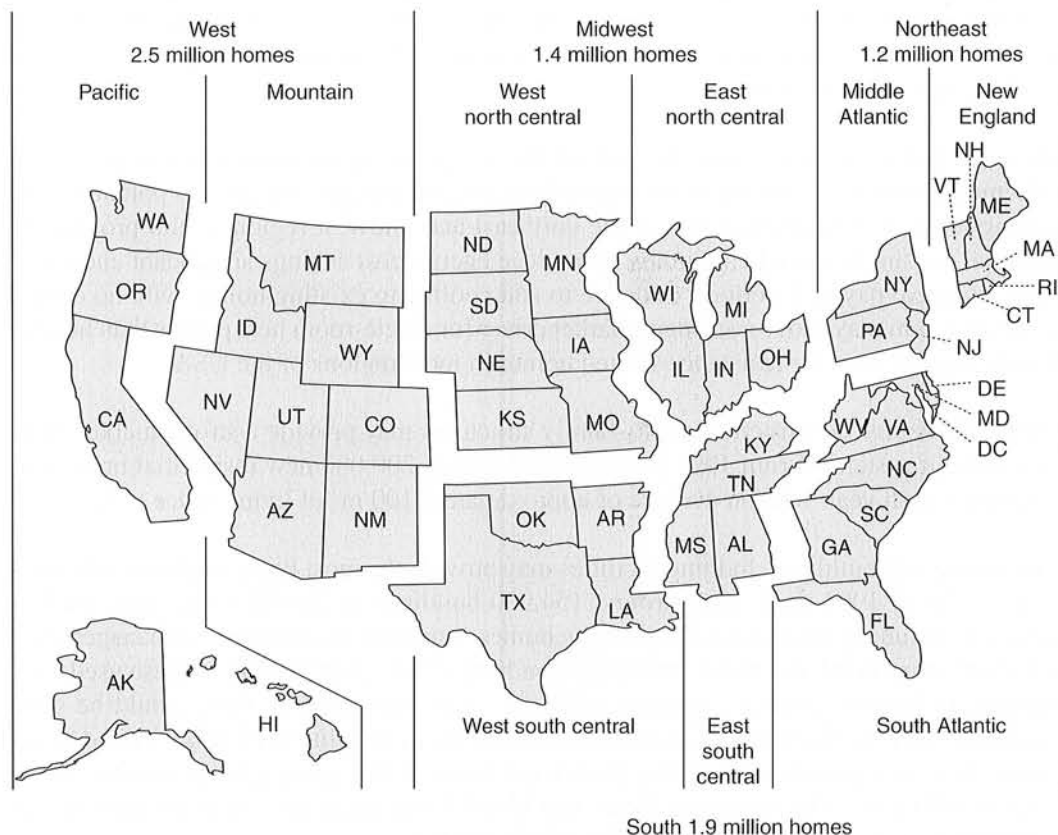 West
2.5 million homes
Midwest
1.4 million homes
Northeast
1.2 million homes
Pacific
Mountain
West
north central
East
north central
Middle
Atlantic
New
England
NH
VT
ME
WA
MT
ND
MN
MA
OR
WI
MI
NY
RI
ID
SD
CT
WY
IA
PA
NE
OH
NJ
NV
IL
IN
DE
UT
CO
CA
KS
MO
WV
VA
MD
KY
DC
NC
TN
AZ
NM
OK
AR
SC
MS
AL
GA
TX
LA
FL
AK
HI
West south central
East
south
central
South Atlantic
South 1.9 million homes